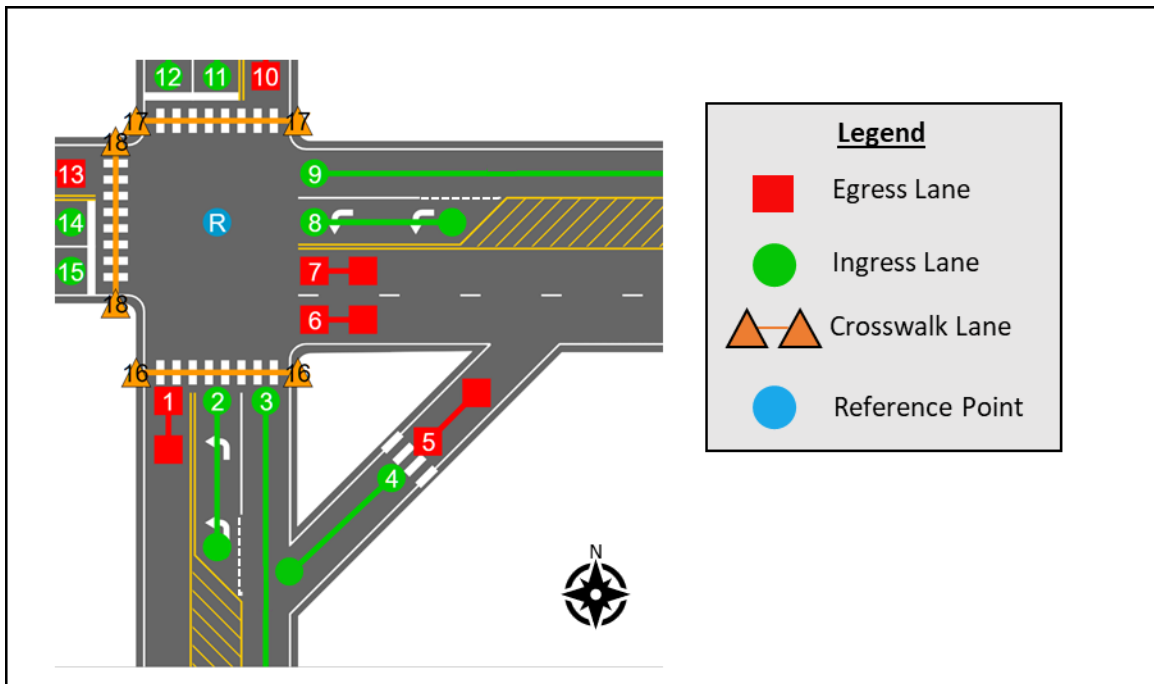 12 11 10
17 17
18
13
9
14 R 8
15 7
18 6
16 16
1 2 3
5
4
N
Legend
Egress Lane
Ingress Lane
Crosswalk Lane
Reference Point